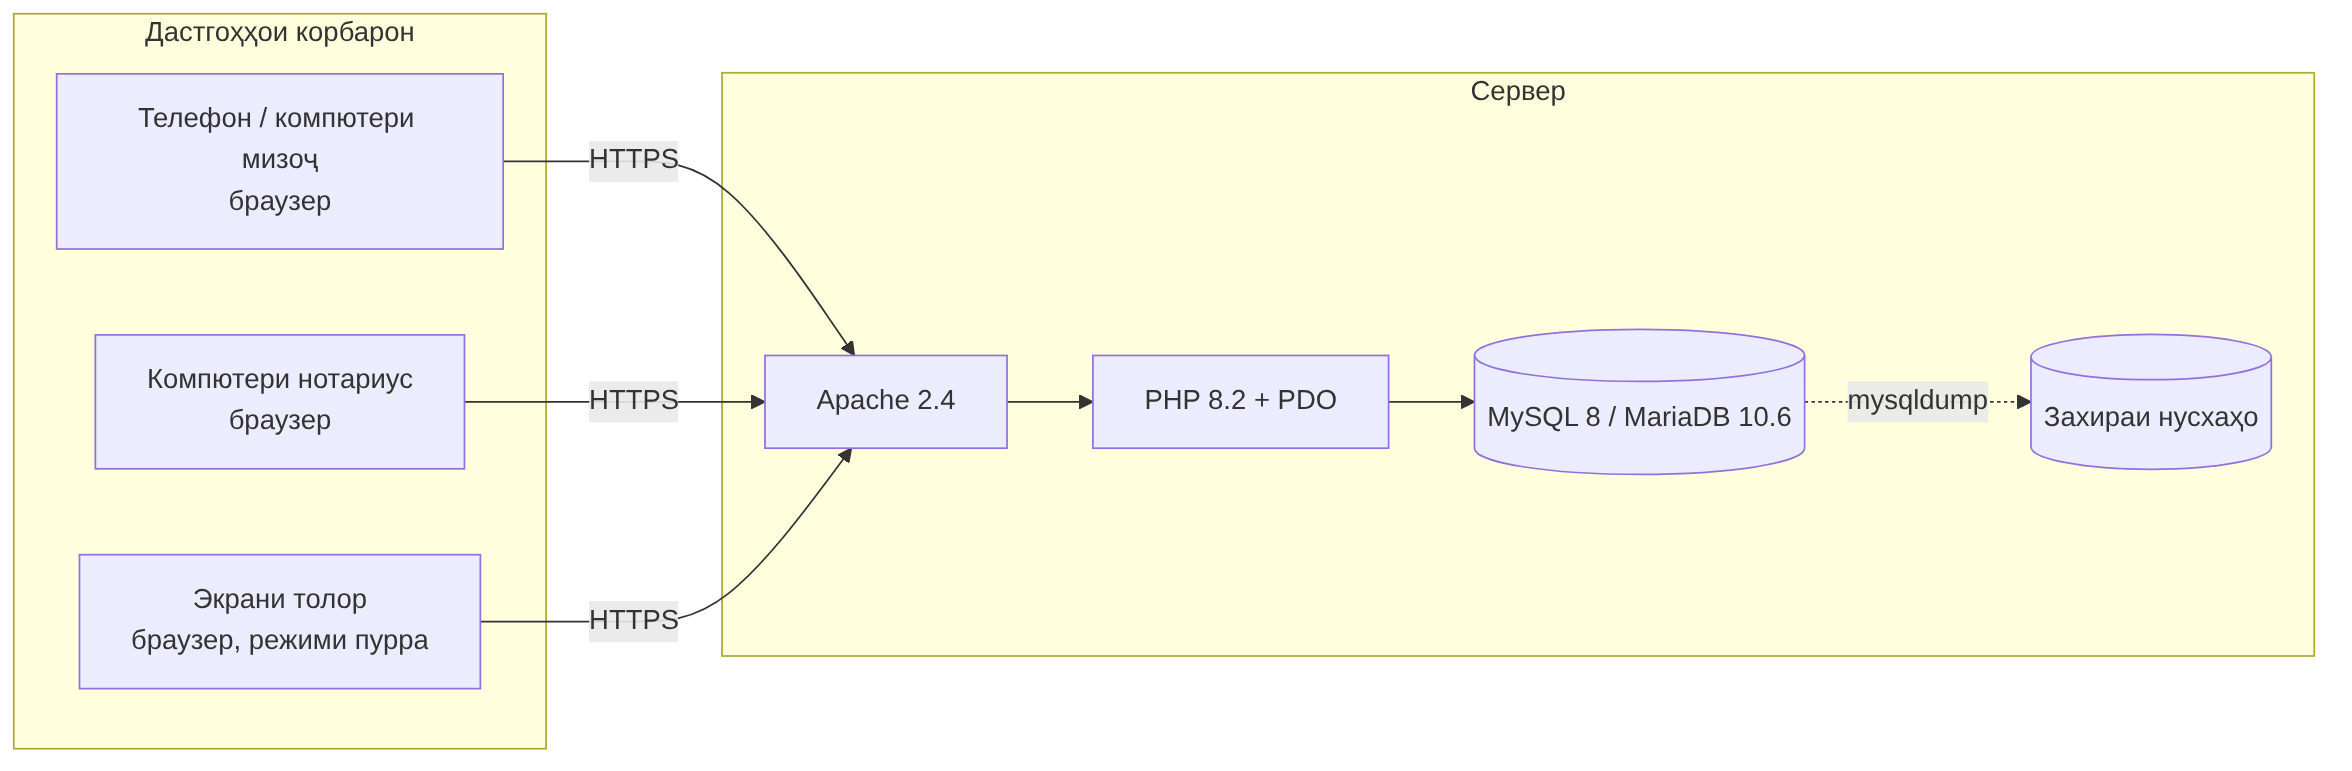 Дастгоҳҳои корбарон
Телефон / компютери
мизоҷ
браузер
Компютери нотариус
браузер
Экрани толор
браузер, режими пурра
HTTPS
HTTPS
HTTPS
Сервер
Apache 2.4
PHP 8.2 + PDO
MySQL 8 / MariaDB 10.6
mysqldump
Захираи нусхаҳо